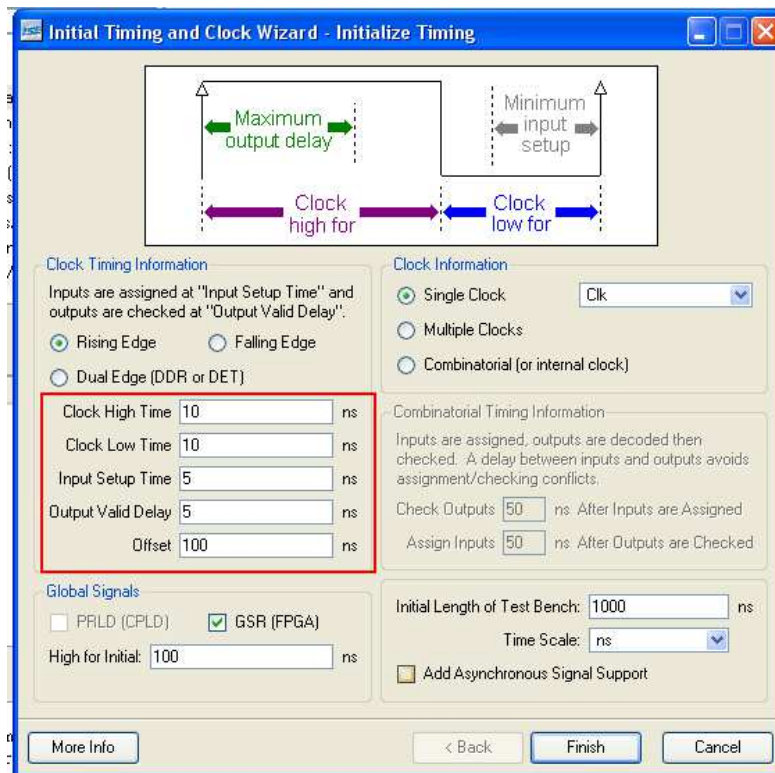 ISE Initial Timing and Clock Wizard - Initialize Timing
Maximum output delay
Minimum input setup
Clock high for
Clock low for
Clock Timing Information
Inputs are assigned at "Input Setup Time" and
outputs are checked at "Output Valid Delay".
Rising Edge
Falling Edge
Dual Edge (DDR or DET)
Clock High Time 10 ns
Clock Low Time 10 ns
Input Setup Time 5 ns
Output Valid Delay 5 ns
Offset 100 ns
Global Signals
PRLD (CPLD)
GSR (FPGA)
High for Initial: 100 ns
Clock Information
Single Clock Clk
Multiple Clocks
Combinatorial (or internal clock)
Combinatorial Timing Information
Inputs are assigned, outputs are decoded then
checked. A delay between inputs and outputs avoids
assignment/checking conflicts.
Check Outputs 50 ns After Inputs are Assigned
Assign Inputs 50 ns After Outputs are Checked
Initial Length of Test Bench: 1000 ns
Time Scale: ns
Add Asynchronous Signal Support
More Info
< Back
Finish
Cancel